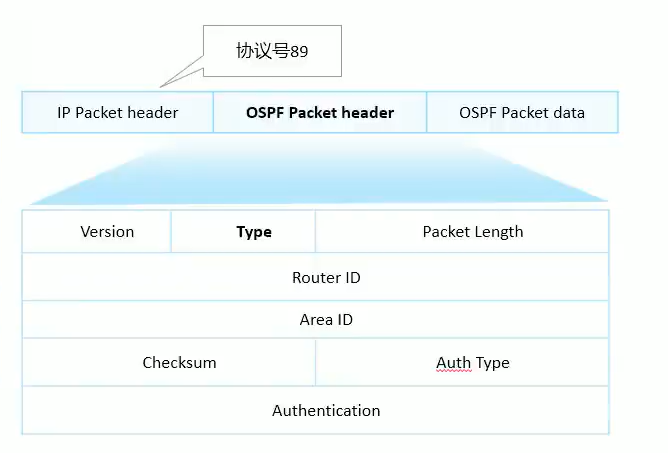 协议号89
IP Packet header
OSPF Packet header
OSPF Packet data
Version
Type
Packet Length
Router ID
Area ID
Checksum
Auth Type
Authentication